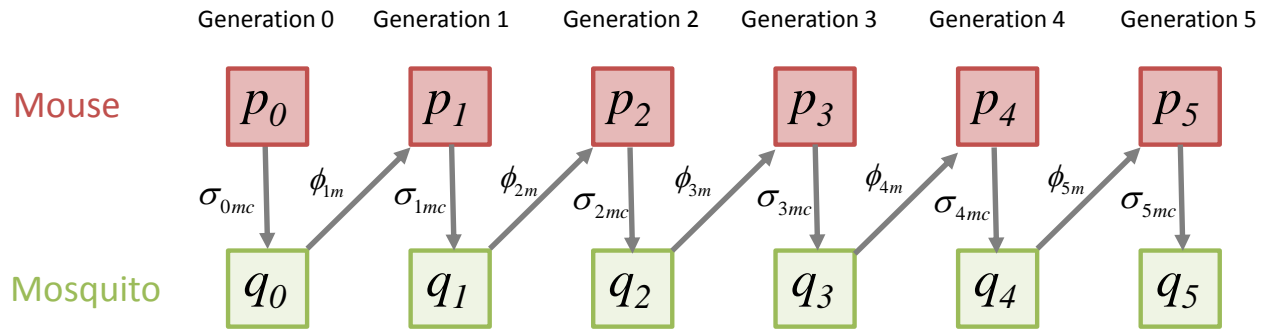 Generation 0 Generation 1 Generation 2 Generation 3 Generation 4 Generation 5
Mouse p₀ p₁ p₂ p₃ p₄ p₅
σ₀mc ϕ₁m σ₁mc ϕ₂m σ₂mc ϕ₃m σ₃mc ϕ₄m σ₄mc ϕ₅m σ₅mc
Mosquito q₀ q₁ q₂ q₃ q₄ q₅